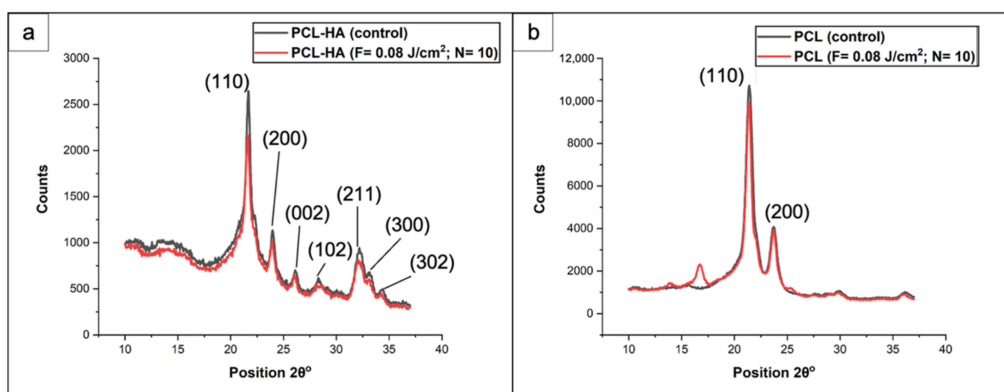 a
PCL-HA (control)
PCL-HA (F= 0.08 J/cm²; N= 10)
3000
2500
2000
1500
1000
500
0
Counts
(110)
(200)
(002)
(102)
(211)
(300)
(302)
10 15 20 25 30 35 40
Position 2θ°
b
PCL (control)
PCL (F= 0.08 J/cm²; N= 10)
12,000
10,000
8000
6000
4000
2000
0
Counts
(110)
(200)
10 15 20 25 30 35 40
Position 2θ°